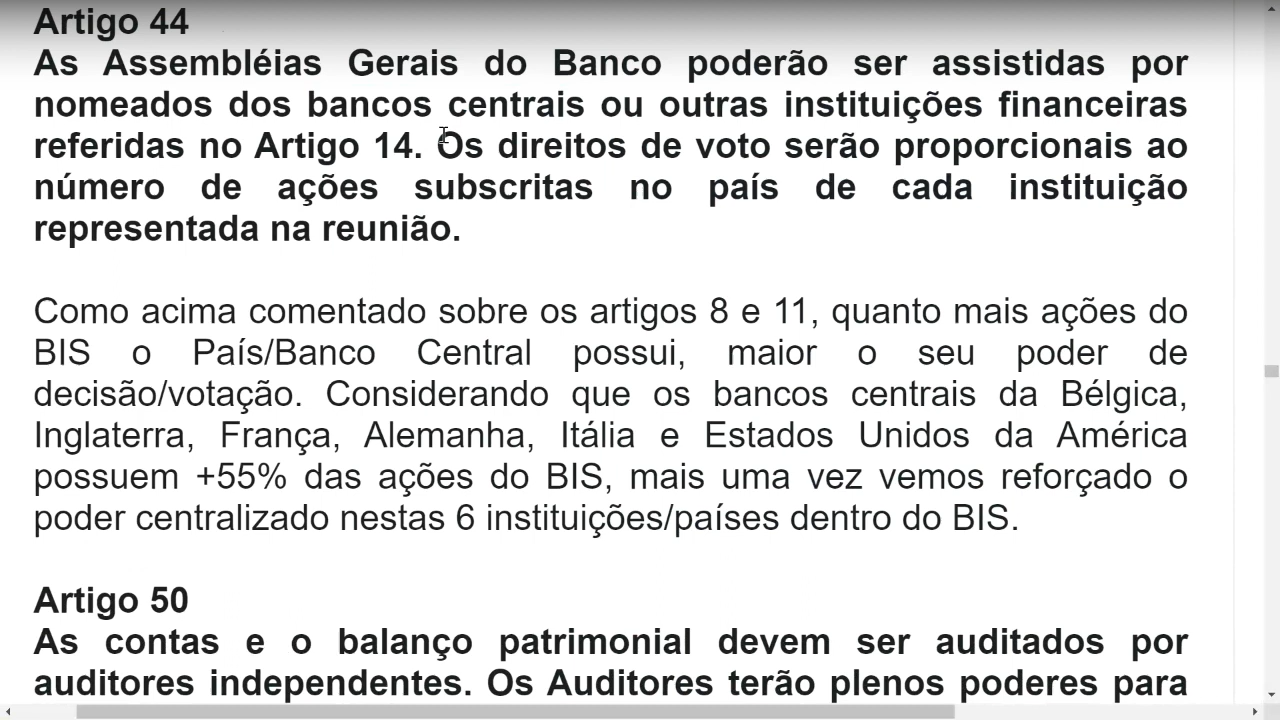 Artigo 44
As Assembléias Gerais do Banco poderão ser assistidas por
nomeados dos bancos centrais ou outras instituições financeiras
referidas no Artigo 14. Os direitos de voto serão proporcionais ao
número de ações subscritas no país de cada instituição
representada na reunião.
Como acima comentado sobre os artigos 8 e 11, quanto mais ações do
BIS o País/Banco Central possui, maior o seu poder de
decisão/votação. Considerando que os bancos centrais da Bélgica,
Inglaterra, França, Alemanha, Itália e Estados Unidos da América
possuem +55% das ações do BIS, mais uma vez vemos reforçado o
poder centralizado nestas 6 instituições/países dentro do BIS.
Artigo 50
As contas e o balanço patrimonial devem ser auditados por
auditores independentes. Os Auditores terão plenos poderes para